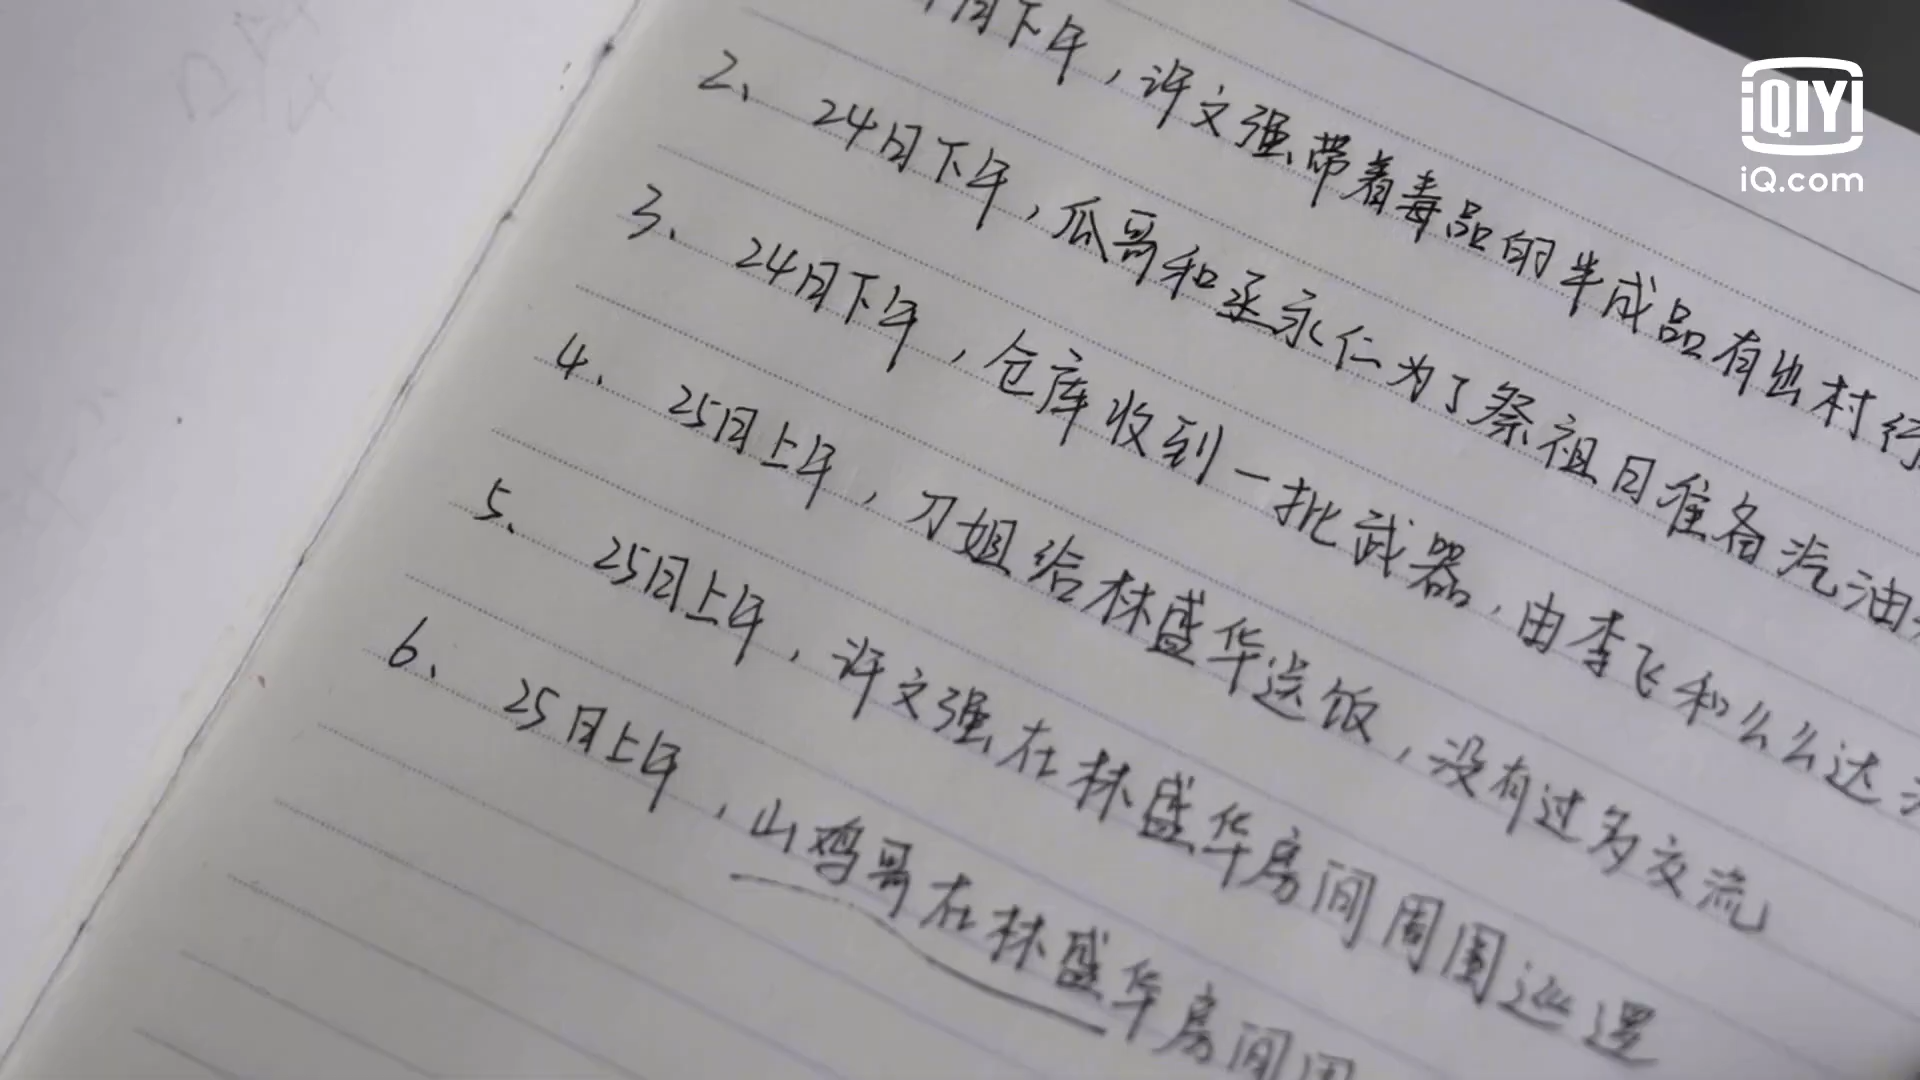 月下午，许文强带着毒品的半成品有出村行
2、 24日下午，瓜哥和丞永仁为了祭祖日准备汽油
3、 24日下午，仓库收到一批武器，由李飞和么么达
4、 25日上午，刀姐给林盛华送饭，没有过多交流
5、 25日上午，许文强在林盛华房间周围巡逻
6、 25日上午，山鸡哥在林盛华房间周
iQIYI
iQ.com